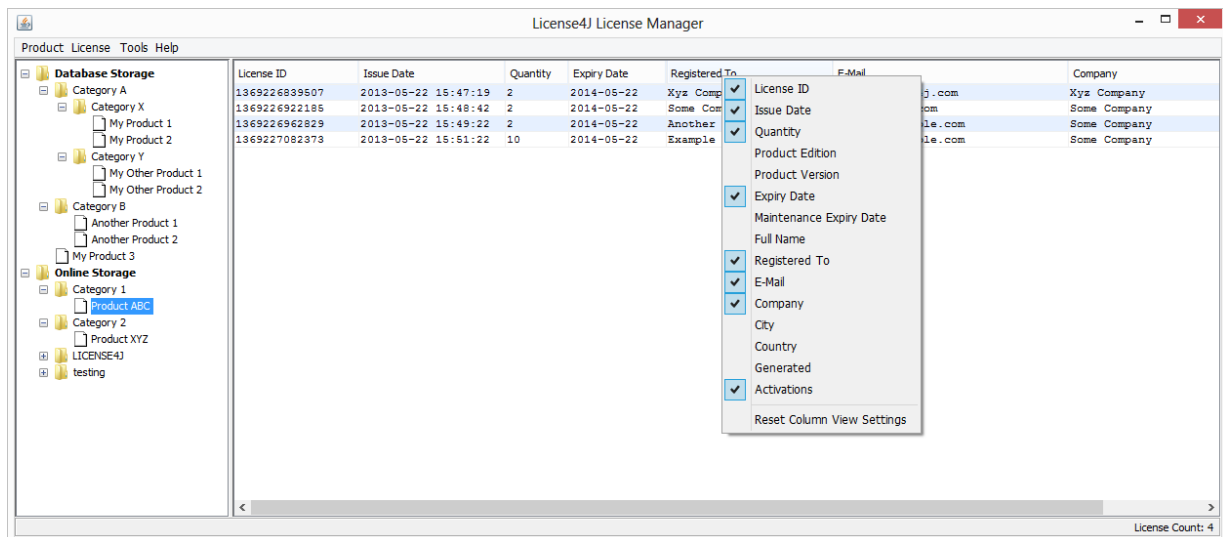 License4J License Manager
Product License Tools Help
Database Storage
Category A
Category X
My Product 1
My Product 2
Category Y
My Other Product 1
My Other Product 2
Category B
Another Product 1
Another Product 2
My Product 3
Online Storage
Category 1
Product ABC
Category 2
Product XYZ
LICENSE4J
testing
License ID Issue Date Quantity Expiry Date Registered To E-Mail Company
1369226839507 2013-05-22 15:47:19 2 2014-05-22 Xyz Comp j.com Xyz Company
1369226922185 2013-05-22 15:48:42 2 2014-05-22 Some Com om Some Company
1369226962829 2013-05-22 15:49:22 2 2014-05-22 Another le.com Some Company
1369227082373 2013-05-22 15:51:22 10 2014-05-22 Example le.com Some Company
License ID
Issue Date
Quantity
Product Edition
Product Version
Expiry Date
Maintenance Expiry Date
Full Name
Registered To
E-Mail
Company
City
Country
Generated
Activations
Reset Column View Settings
License Count: 4